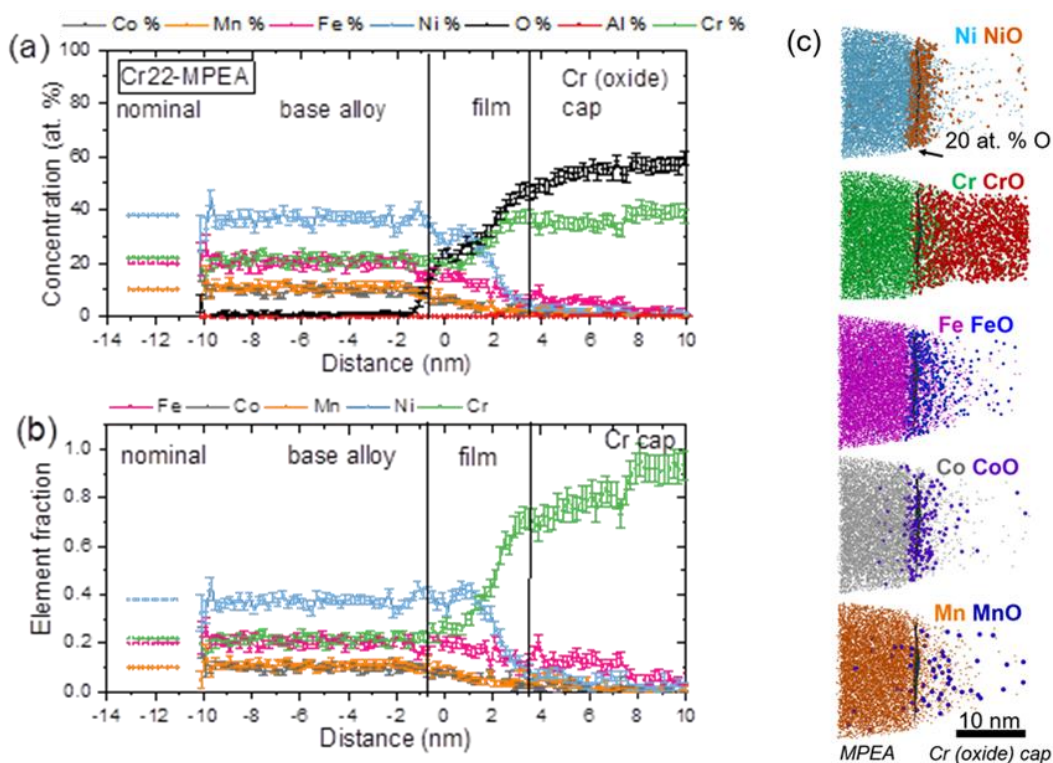 Co % Mn % Fe % Ni % O % Al % Cr %
(a)
Cr22-MPEA
nominal
base alloy
film
Cr (oxide)
cap
100
80
60
40
20
0
Concentration (at. %)
-14 -12 -10 -8 -6 -4 -2 0 2 4 6 8 10
Distance (nm)
Fe Co Mn Ni Cr
(b)
nominal
base alloy
film
Cr cap
1.0
0.8
0.6
0.4
0.2
0.0
Element fraction
-14 -12 -10 -8 -6 -4 -2 0 2 4 6 8 10
Distance (nm)
(c)
Ni NiO
20 at. % O
Cr CrO
Fe FeO
Co CoO
Mn MnO
10 nm
MPEA Cr (oxide) cap